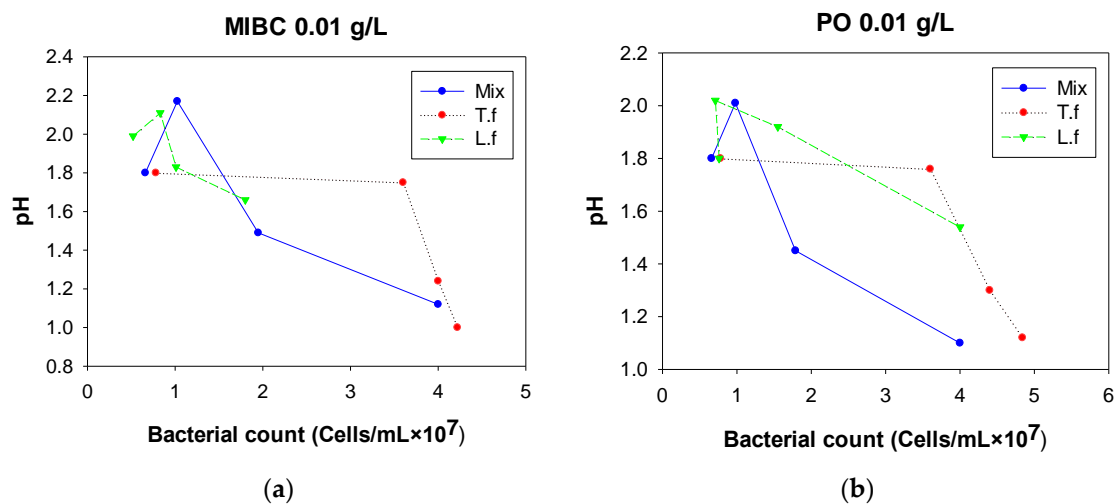 MIBC 0.01 g/L
2.4
2.2
2.0
1.8
1.6
1.4
1.2
1.0
0.8
pH
Mix
T.f
L.f
0 1 2 3 4 5
Bacterial count (Cells/mL×10⁷)
(a)
PO 0.01 g/L
2.2
2.0
1.8
1.6
1.4
1.2
1.0
pH
Mix
T.f
L.f
0 1 2 3 4 5 6
Bacterial count (Cells/mL×10⁷)
(b)